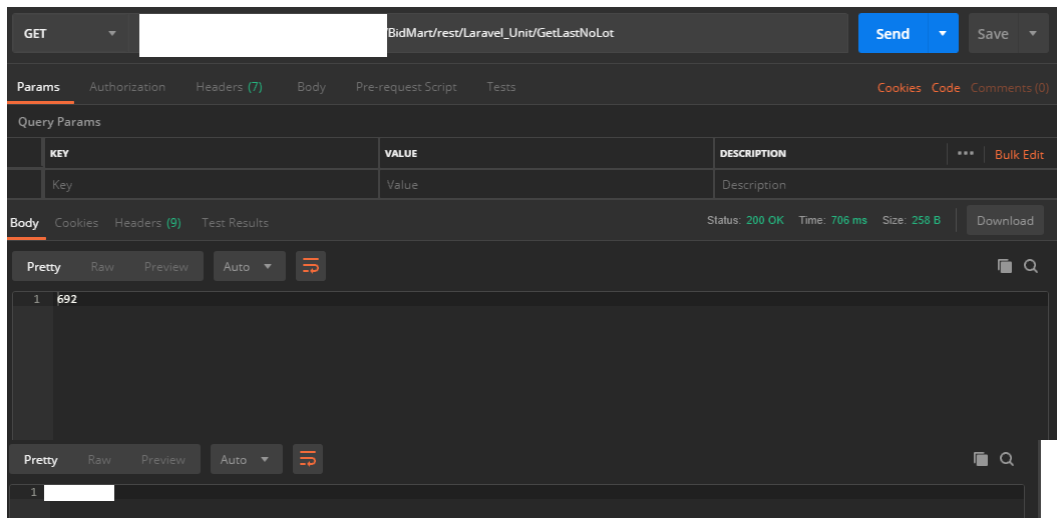 GET /BidMart/rest/Laravel_Unit/GetLastNoLot Send Save
Params Authorization Headers (7) Body Pre-request Script Tests Cookies Code Comments (0)
Query Params
KEY VALUE DESCRIPTION ••• Bulk Edit
Key Value Description
Body Cookies Headers (9) Test Results Status: 200 OK Time: 706 ms Size: 258 B Download
Pretty Raw Preview Auto
1 692
Pretty Raw Preview Auto
1